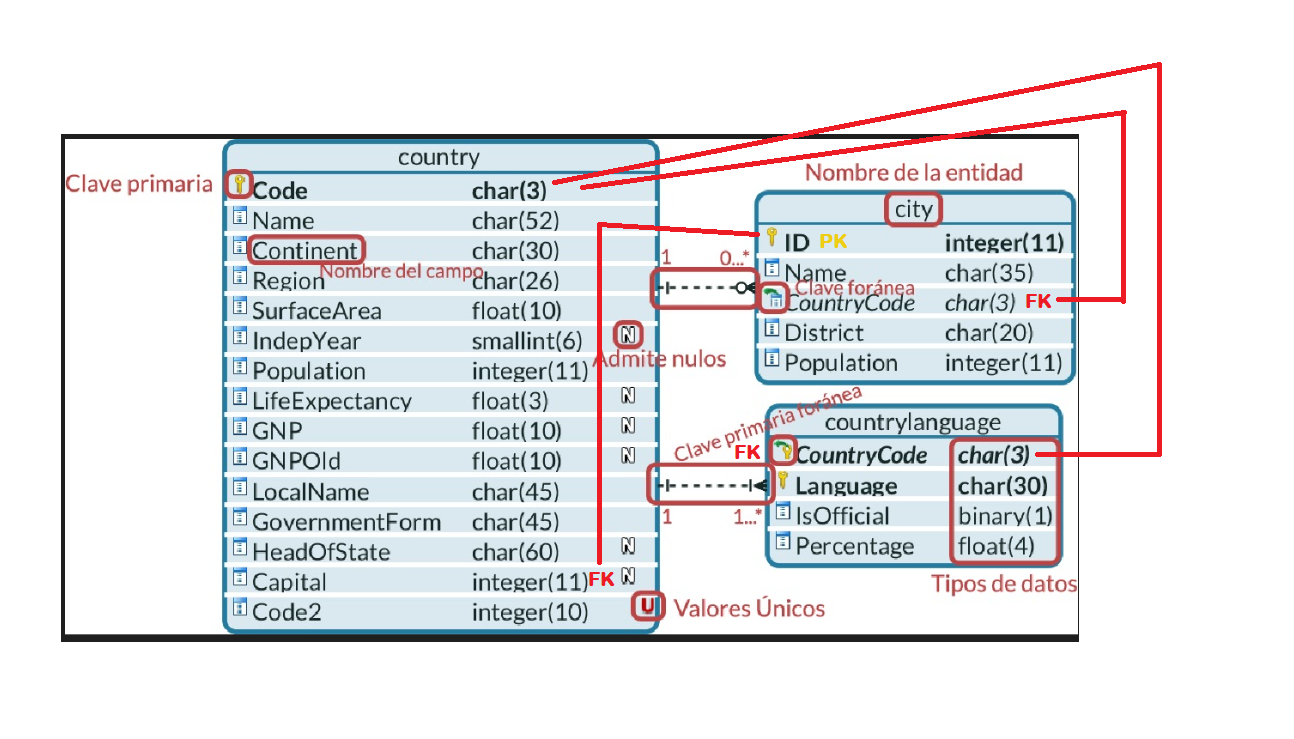 country
Clave primaria
Code char(3)
Name char(52)
Continent char(30)
Nombre del campo
Region char(26)
SurfaceArea float(10)
IndepYear smallint(6) N
Admite nulos
Population integer(11)
LifeExpectancy float(3) N
GNP float(10) N
GNPOld float(10) N
LocalName char(45)
GovernmentForm char(45)
HeadOfState char(60) N
Capital integer(11) FK N
Code2 integer(10) U
Valores Únicos
1 0...*
1 1...*
Nombre de la entidad
city
ID PK integer(11)
Name char(35)
Clave foránea
CountryCode char(3) FK
District char(20)
Population integer(11)
Clave primaria foránea
countrylanguage
FK CountryCode char(3)
Language char(30)
IsOfficial binary(1)
Percentage float(4)
Tipos de datos